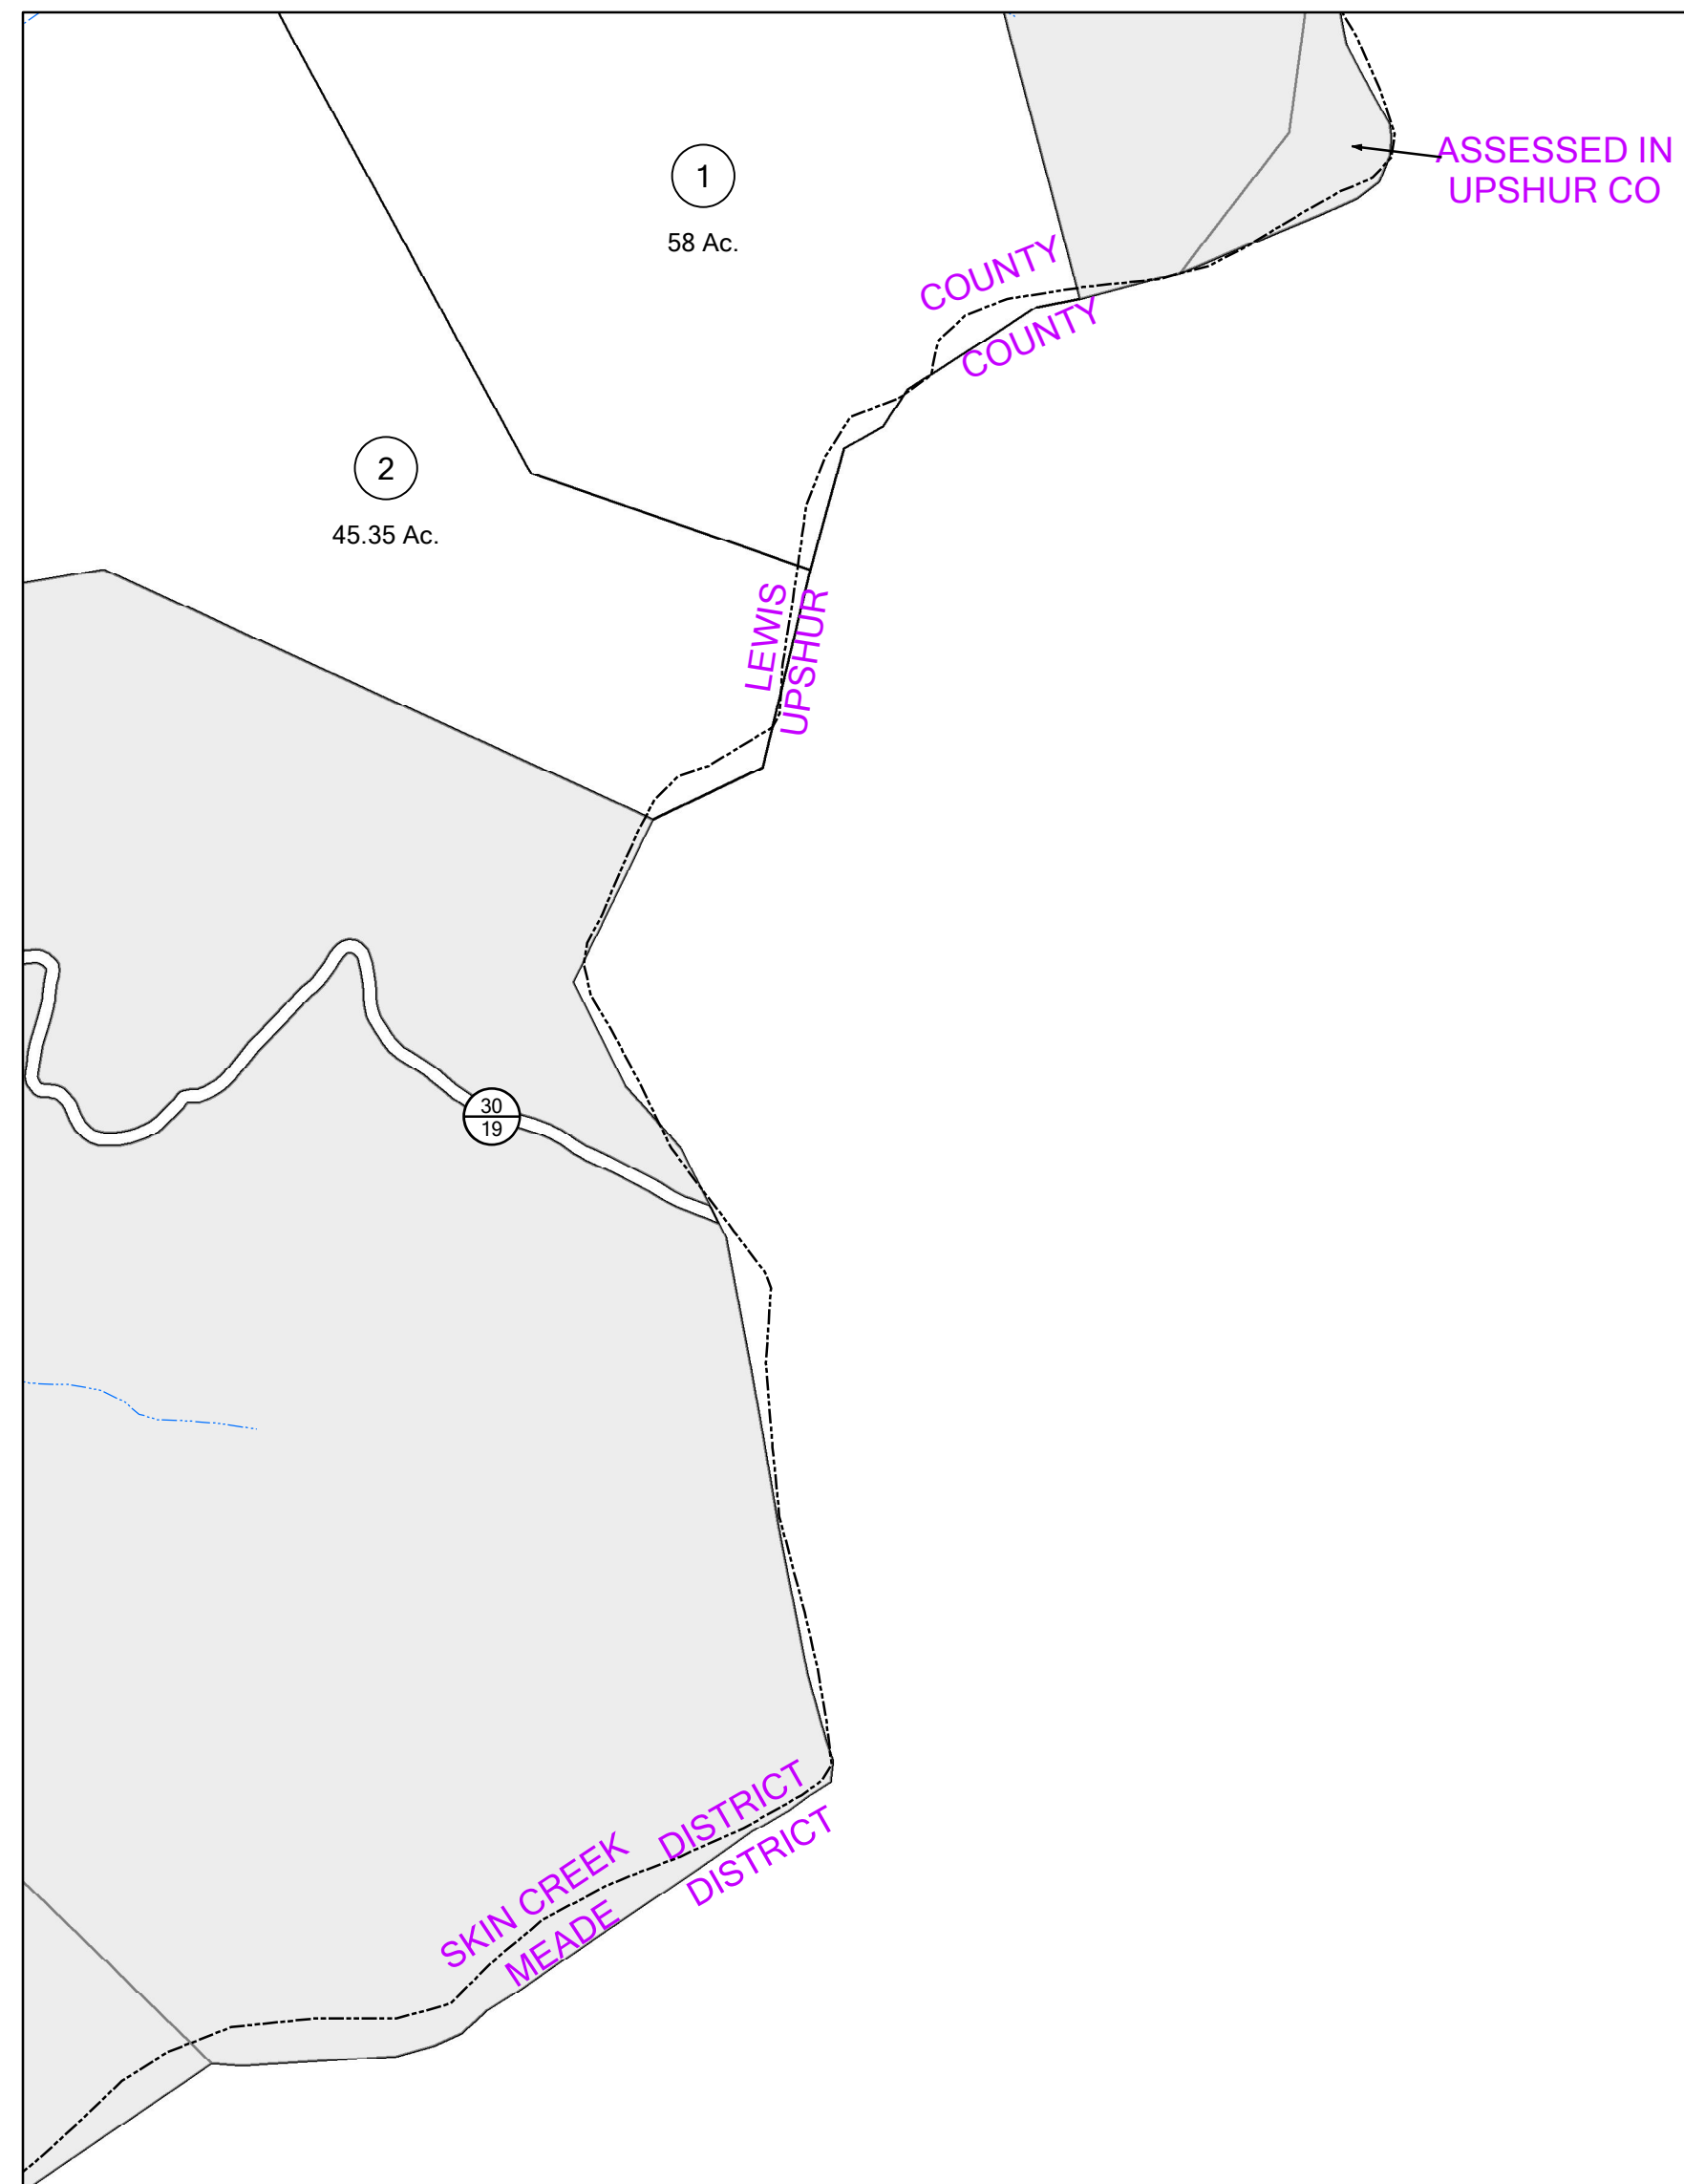 ASSESSED IN
UPSHUR CO
1
58 Ac.
COUNTY
COUNTY
2
45.35 Ac.
LEWIS
UPSHUR
30
19
SKIN CREEK DISTRICT
MEADE DISTRICT